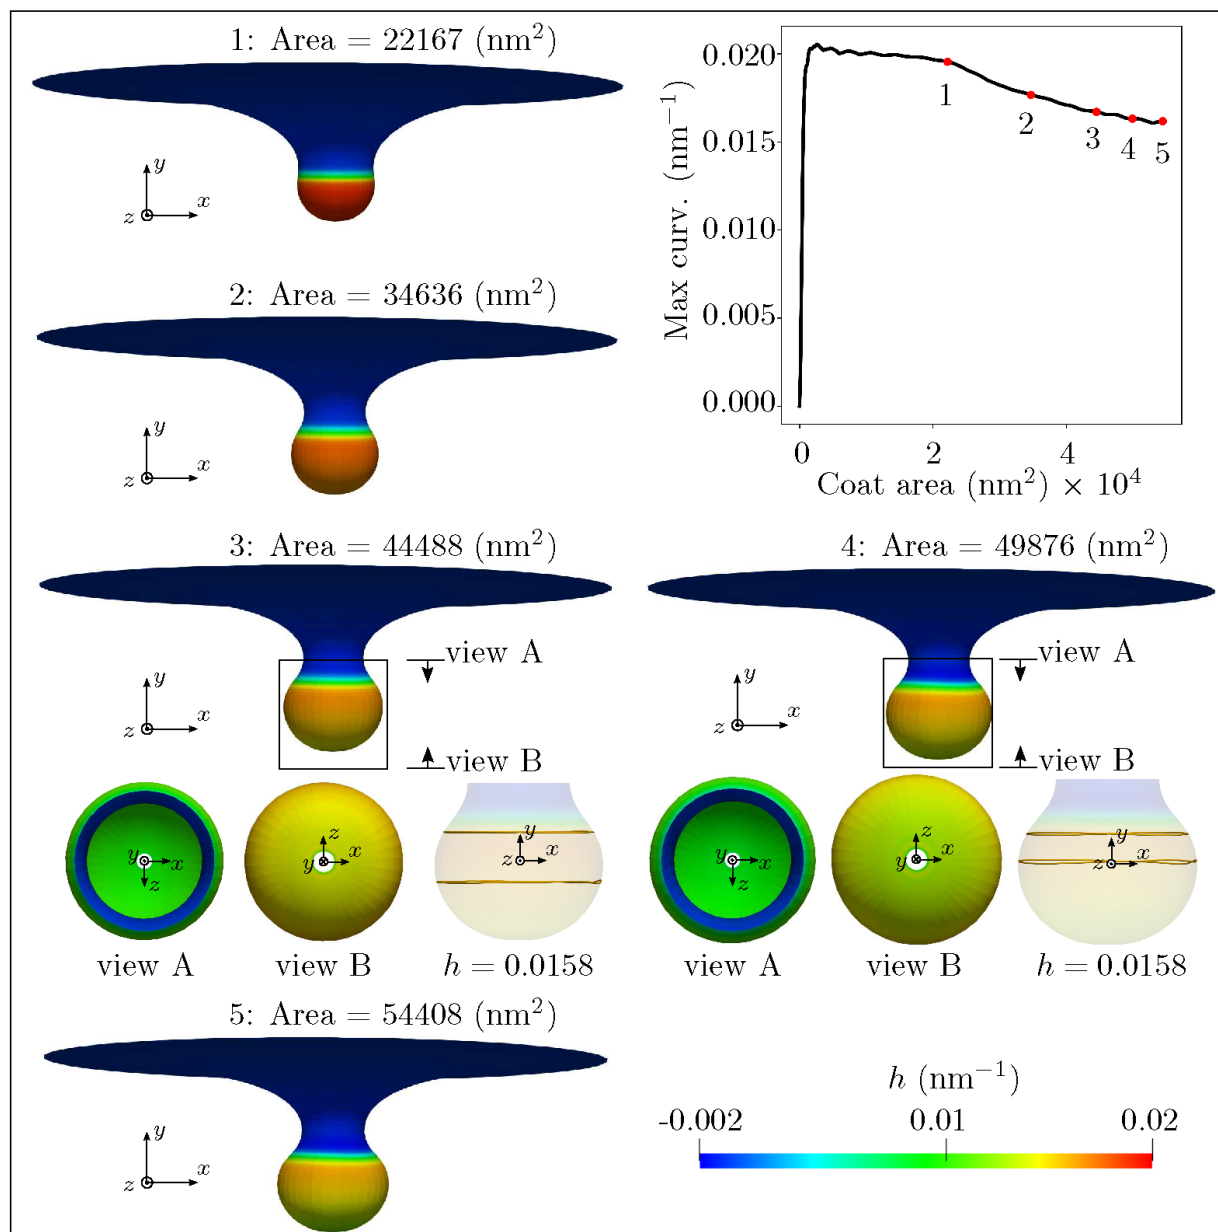 1: Area = 22167 (nm²)
y
z
x
Max curv. (nm⁻¹)
0.020
0.015
0.010
0.005
0.000
1
2
3
4
5
0
2
4
Coat area (nm²) × 10⁴
2: Area = 34636 (nm²)
y
z
x
3: Area = 44488 (nm²)
view A
y
z
x
view B
4: Area = 49876 (nm²)
view A
y
z
x
view B
y
x
z
z
y
x
y
z
x
view A
view B
h = 0.0158
y
x
z
z
y
x
y
z
x
view A
view B
h = 0.0158
5: Area = 54408 (nm²)
y
z
x
h (nm⁻¹)
-0.002
0.01
0.02